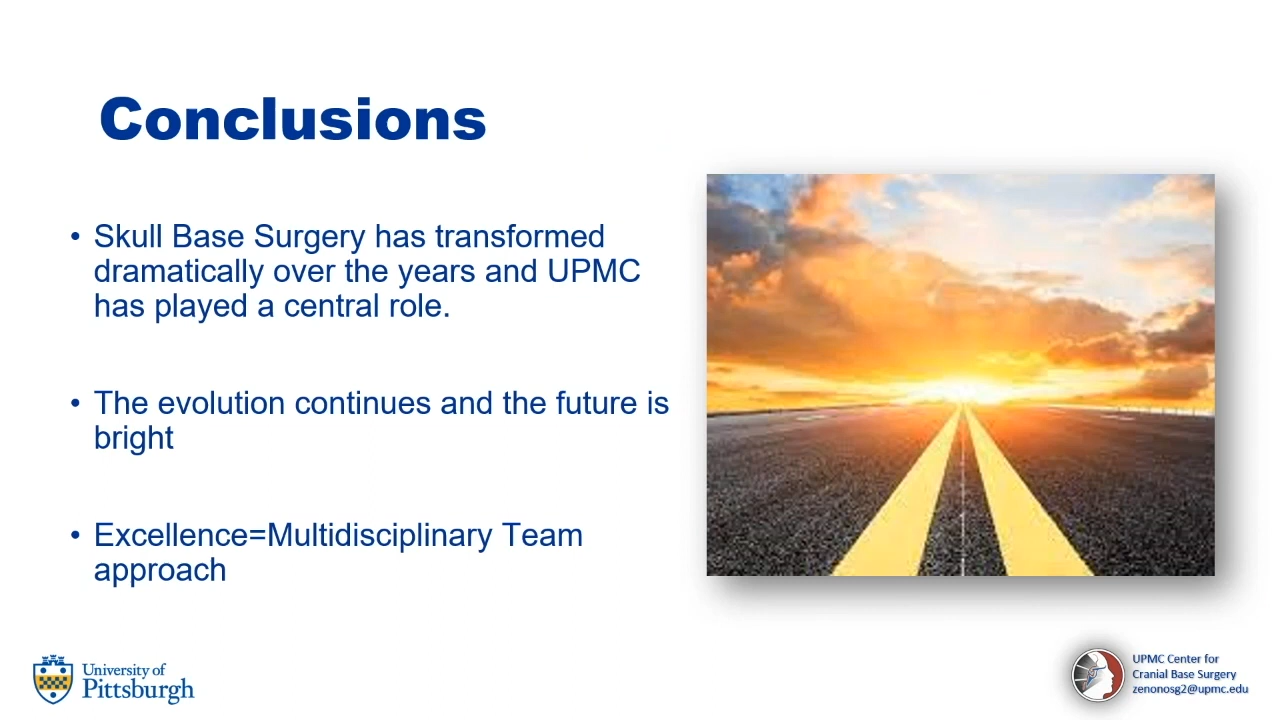 Conclusions
• Skull Base Surgery has transformed
dramatically over the years and UPMC
has played a central role.
• The evolution continues and the future is
bright
• Excellence=Multidisciplinary Team
approach
University of
Pittsburgh
UPMC Center for
Cranial Base Surgery
zenonosg2@upmc.edu